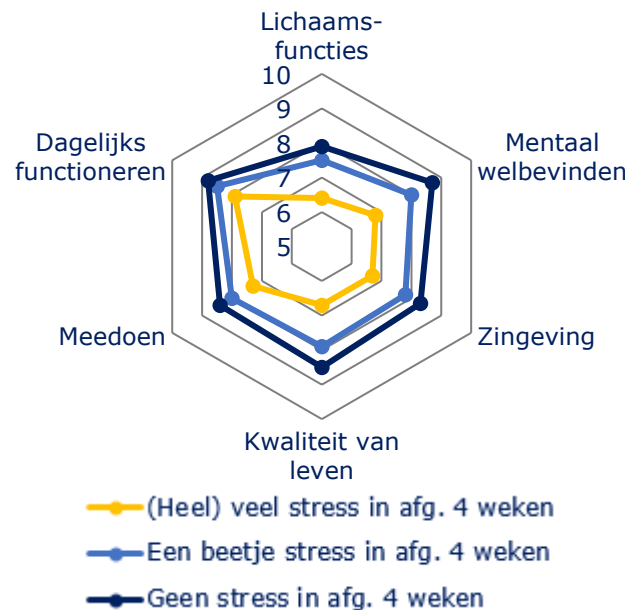 Lichaams-
functies
10
9
8
7
6
5
Mentaal
welbevinden
Zingeving
Kwaliteit van
leven
Meedoen
Dagelijks
functioneren
(Heel) veel stress in afg. 4 weken
Een beetje stress in afg. 4 weken
Geen stress in afg. 4 weken